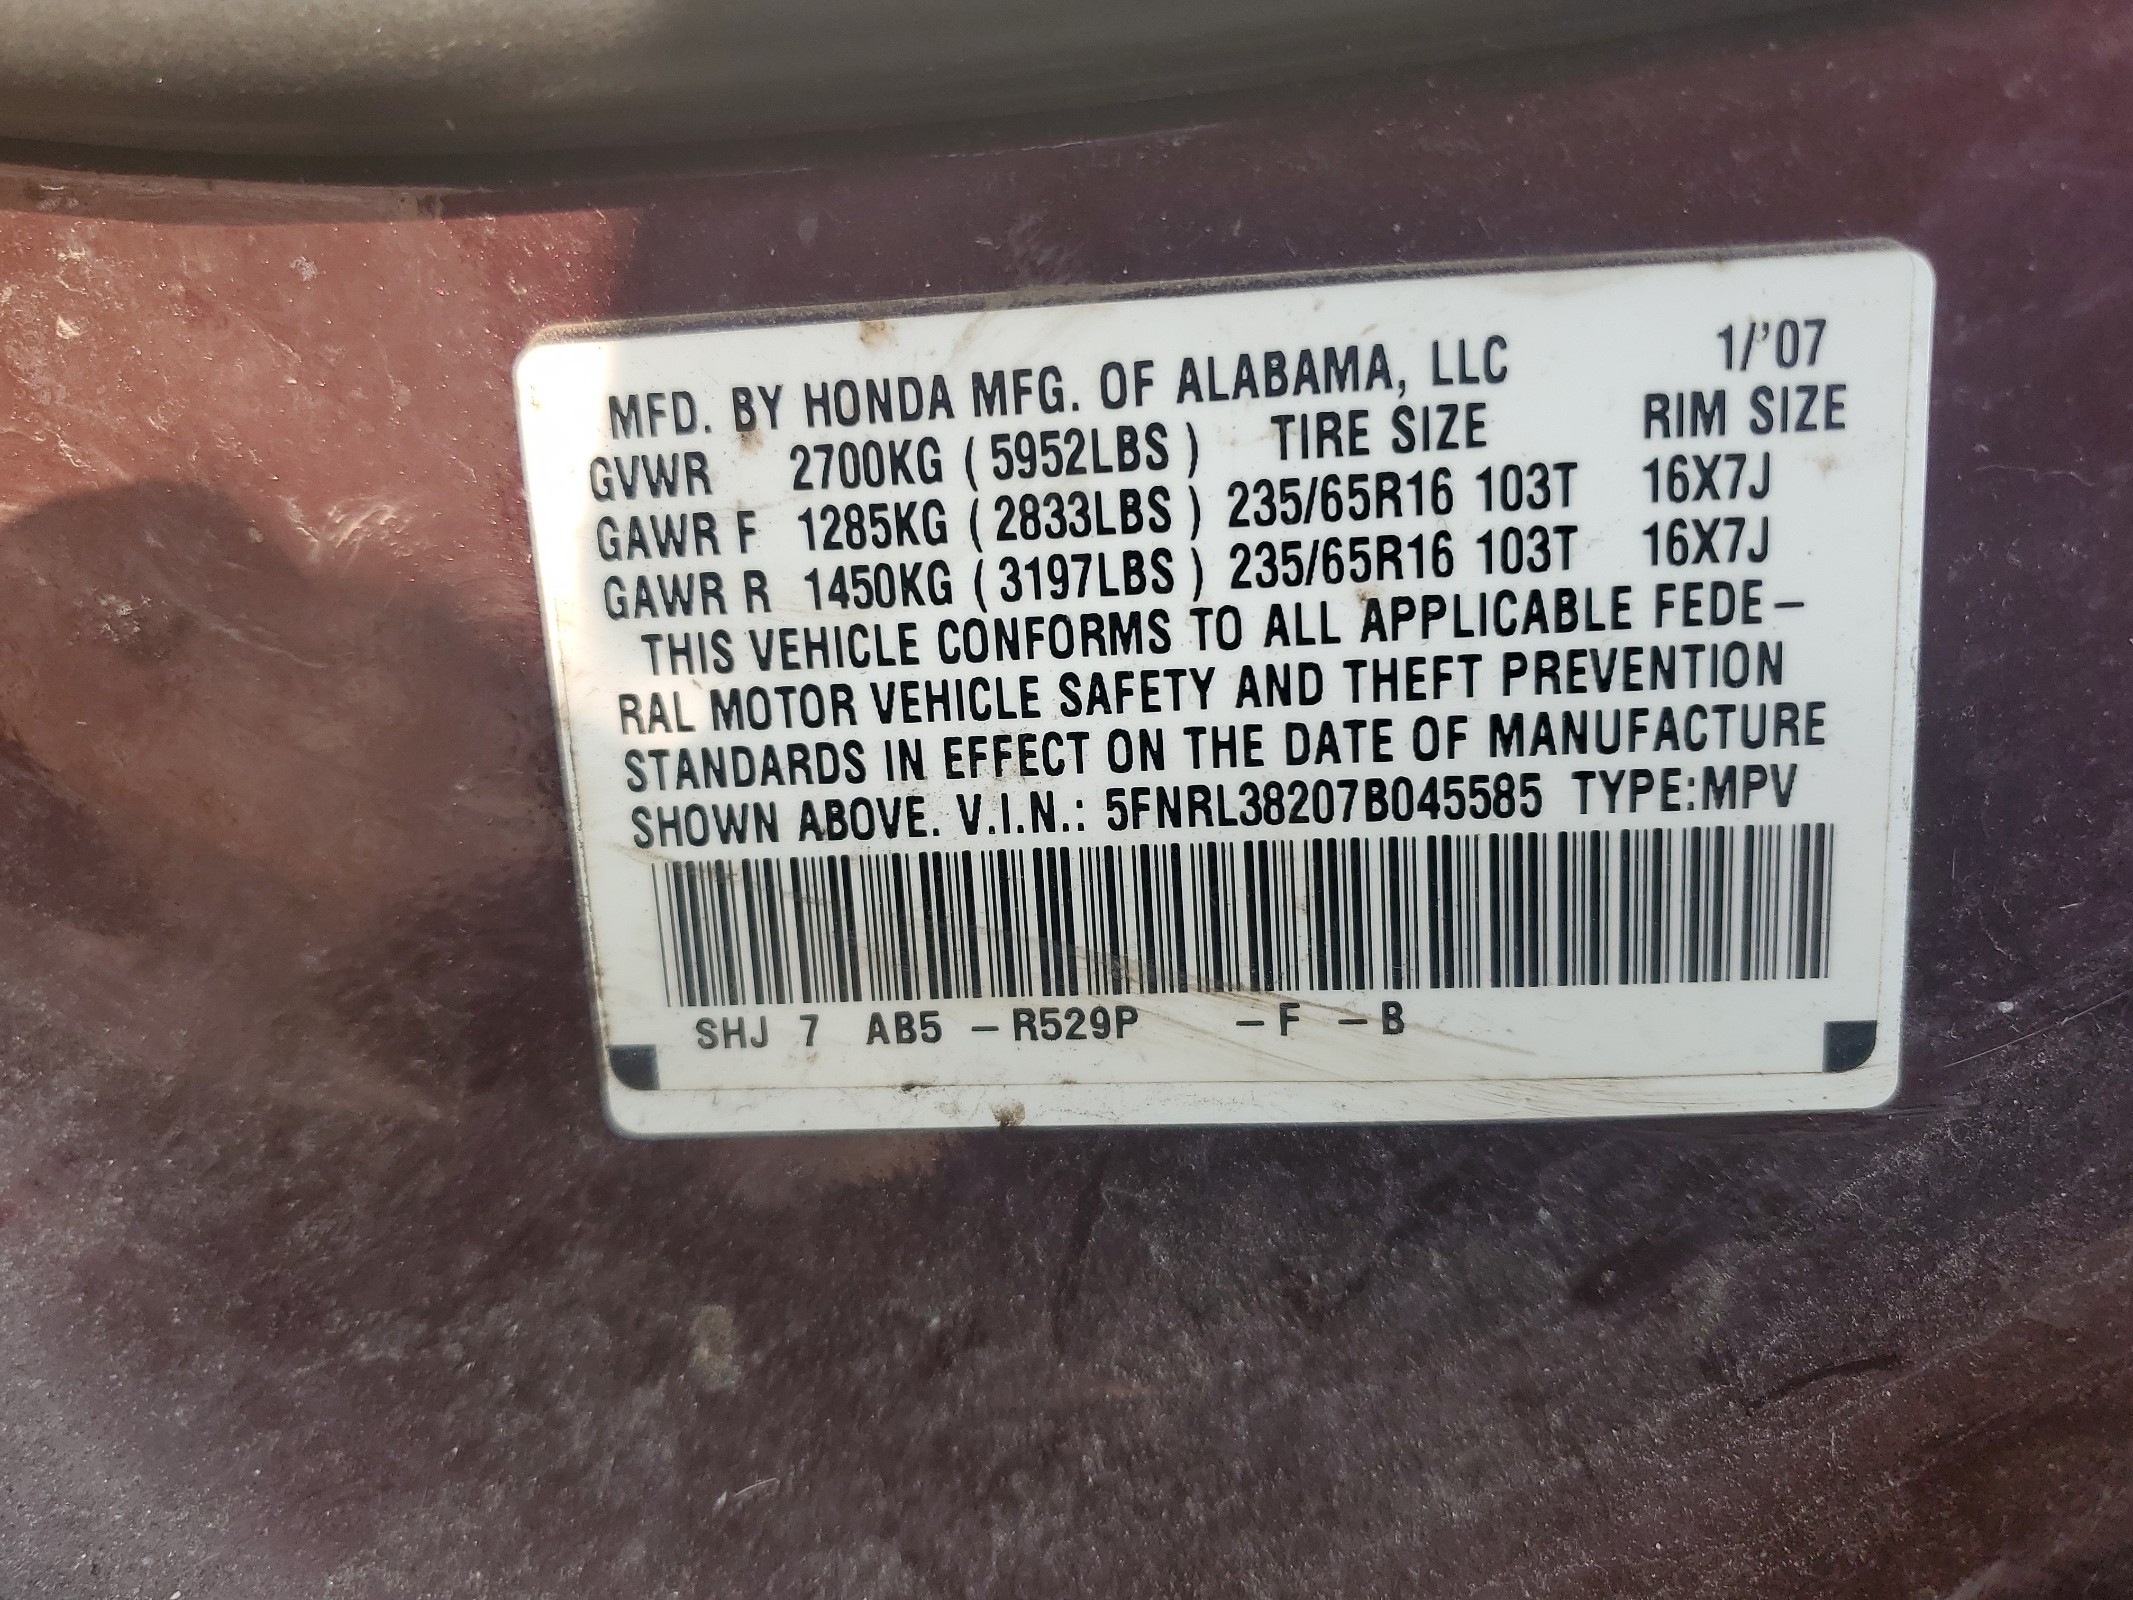 MFD. BY HONDA MFG. OF ALABAMA, LLC 1/'07
GVWR 2700KG ( 5952LBS ) TIRE SIZE RIM SIZE
GAWR F 1285KG ( 2833LBS ) 235/65R16 103T 16X7J
GAWR R 1450KG ( 3197LBS ) 235/65R16 103T 16X7J
THIS VEHICLE CONFORMS TO ALL APPLICABLE FEDE-
RAL MOTOR VEHICLE SAFETY AND THEFT PREVENTION
STANDARDS IN EFFECT ON THE DATE OF MANUFACTURE
SHOWN ABOVE. V.I.N.: 5FNRL38207B045585 TYPE:MPV
SHJ 7 AB5 -R529P -F -B